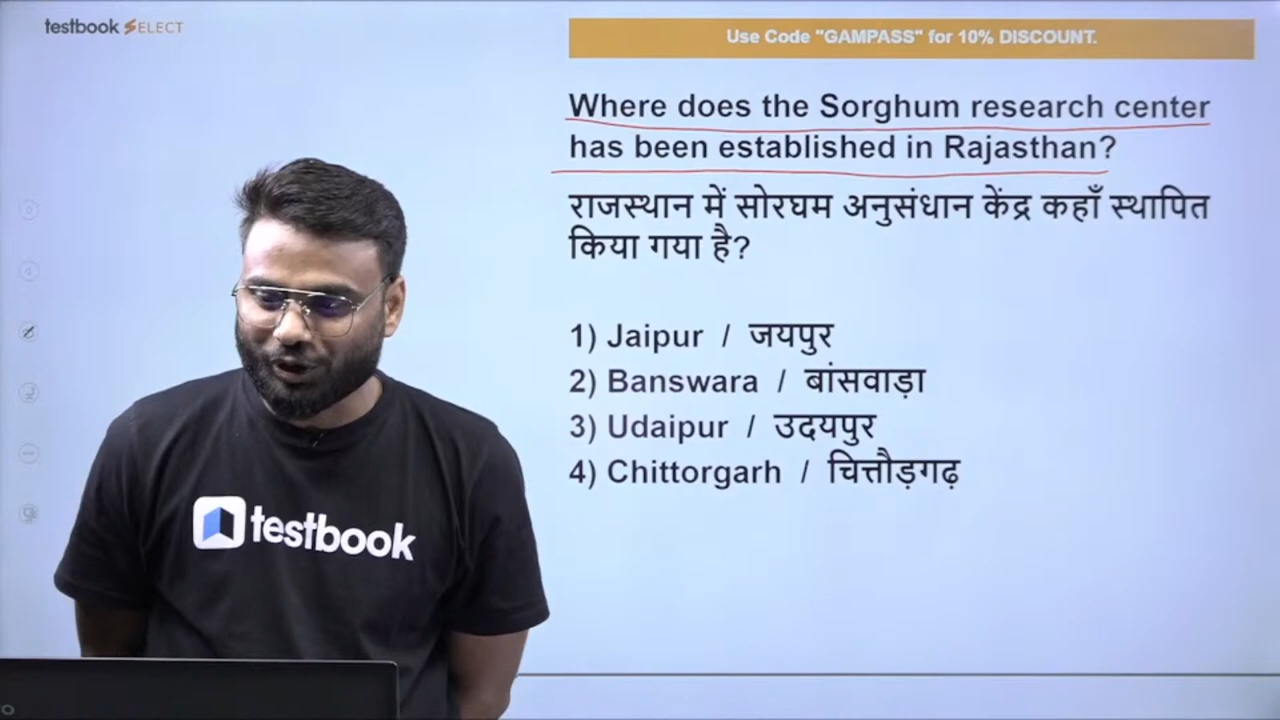 testbook SELECT
Use Code "GAMPASS" for 10% DISCOUNT.
Where does the Sorghum research center
has been established in Rajasthan?
राजस्थान में सोरघम अनुसंधान केंद्र कहाँ स्थापित
किया गया है?
1) Jaipur / जयपुर
2) Banswara / बांसवाड़ा
3) Udaipur / उदयपुर
4) Chittorgarh / चित्तौड़गढ़
testbook